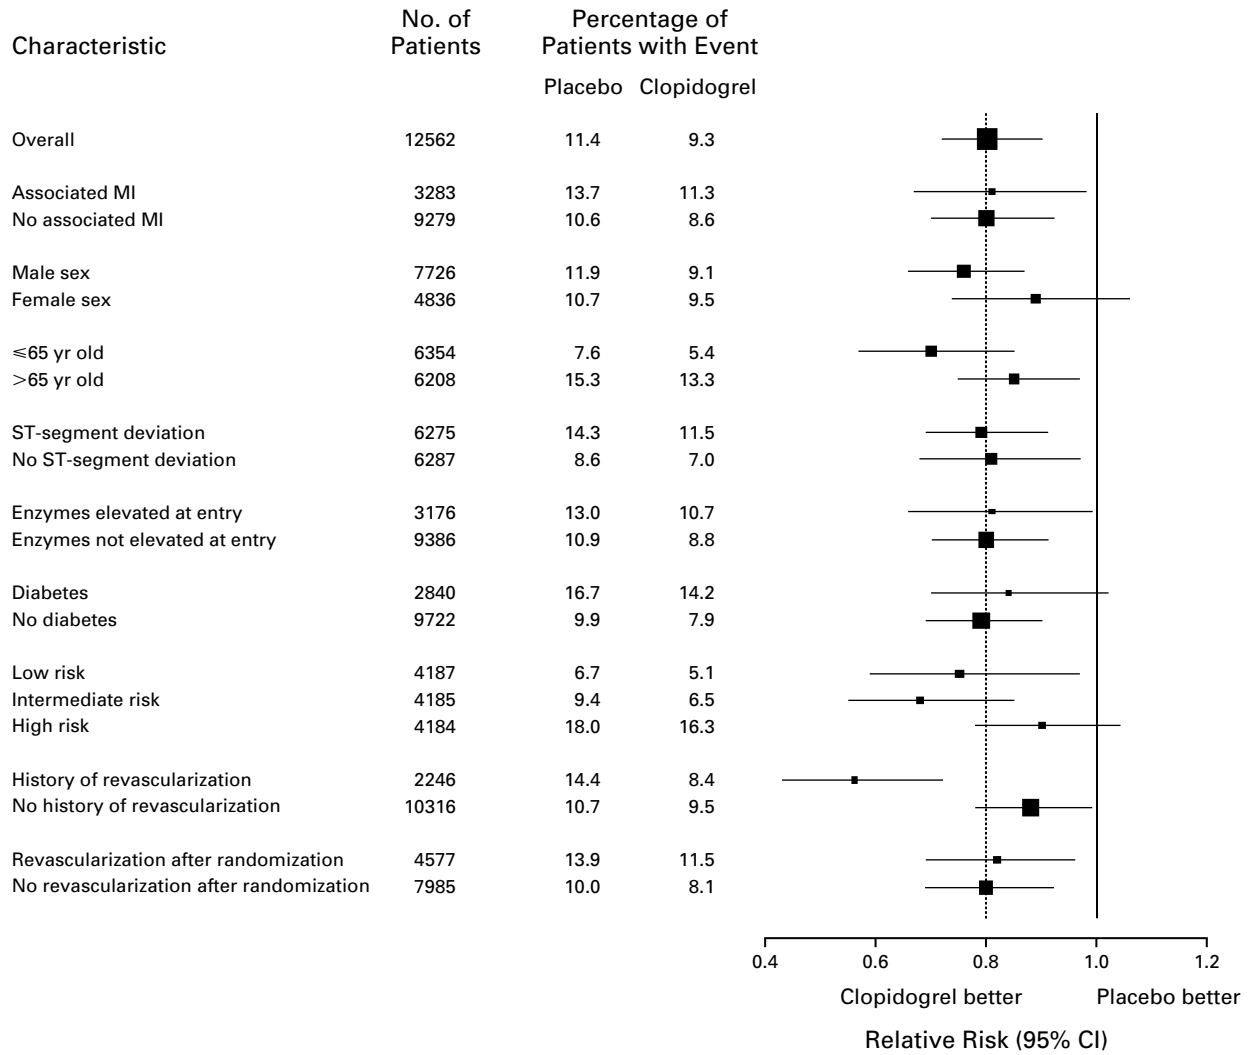 No. of Percentage of
Characteristic Patients Patients with Event
Placebo Clopidogrel
Overall 12562 11.4 9.3
Associated MI 3283 13.7 11.3
No associated MI 9279 10.6 8.6
Male sex 7726 11.9 9.1
Female sex 4836 10.7 9.5
≤65 yr old 6354 7.6 5.4
>65 yr old 6208 15.3 13.3
ST-segment deviation 6275 14.3 11.5
No ST-segment deviation 6287 8.6 7.0
Enzymes elevated at entry 3176 13.0 10.7
Enzymes not elevated at entry 9386 10.9 8.8
Diabetes 2840 16.7 14.2
No diabetes 9722 9.9 7.9
Low risk 4187 6.7 5.1
Intermediate risk 4185 9.4 6.5
High risk 4184 18.0 16.3
History of revascularization 2246 14.4 8.4
No history of revascularization 10316 10.7 9.5
Revascularization after randomization 4577 13.9 11.5
No revascularization after randomization 7985 10.0 8.1
0.4 0.6 0.8 1.0 1.2
Clopidogrel better Placebo better
Relative Risk (95% CI)